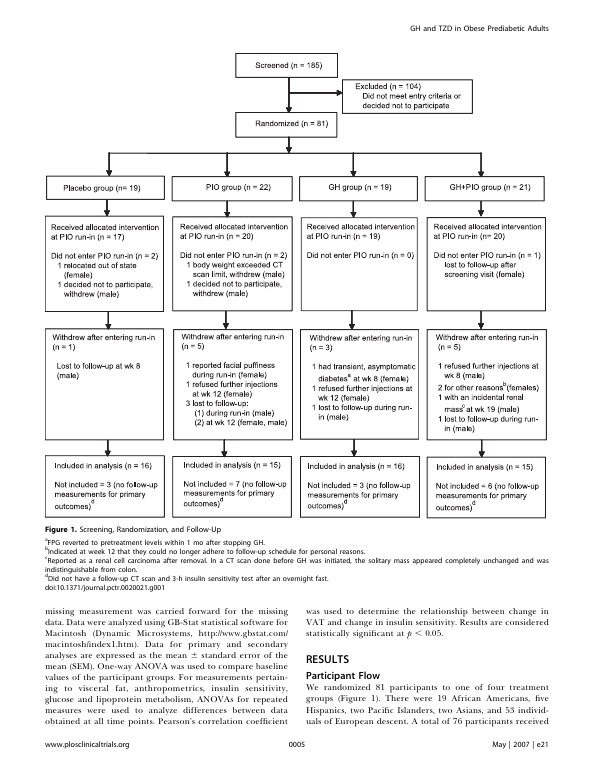 GH and TZD in Obese Prediabetic Adults
Screened (n = 185)
Excluded (n = 104)
Did not meet entry criteria or
decided not to participate
Randomized (n = 81)
Placebo group (n= 19)
PIO group (n = 22)
GH group (n = 19)
GH+PIO group (n = 21)
Received allocated intervention
at PIO run-in (n = 17)
Did not enter PIO run-in (n = 2)
1 relocated out of state
(female)
1 decided not to participate,
withdrew (male)
Received allocated intervention
at PIO run-in (n = 20)
Did not enter PIO run-in (n = 2)
1 body weight exceeded CT
scan limit, withdrew (male)
1 decided not to participate,
withdrew (male)
Received allocated intervention
at PIO run-in (n = 19)
Did not enter PIO run-in (n = 0)
Received allocated intervention
at PIO run-in (n= 20)
Did not enter PIO run-in (n = 1)
lost to follow-up after
screening visit (female)
Withdrew after entering run-in
(n = 1)
Lost to follow-up at wk 8
(male)
Withdrew after entering run-in
(n = 5)
1 reported facial puffiness
during run-in (female)
1 refused further injections
at wk 12 (female)
3 lost to follow-up:
(1) during run-in (male)
(2) at wk 12 (female, male)
Withdrew after entering run-in
(n = 3)
1 had transient, asymptomatic
diabetesa at wk 8 (female)
1 refused further injections at
wk 12 (female)
1 lost to follow-up during run-
in (male)
Withdrew after entering run-in
(n = 5)
1 refused further injections at
wk 8 (male)
2 for other reasonsb(females)
1 with an incidental renal
massc at wk 19 (male)
1 lost to follow-up during run-
in (male)
Included in analysis (n = 16)
Not included = 3 (no follow-up
measurements for primary
outcomes)d
Included in analysis (n = 15)
Not included = 7 (no follow-up
measurements for primary
outcomes)d
Included in analysis (n = 16)
Not included = 3 (no follow-up
measurements for primary
outcomes)d
Included in analysis (n = 15)
Not included = 6 (no follow-up
measurements for primary
outcomes)d
Figure 1. Screening, Randomization, and Follow-Up
aFPG reverted to pretreatment levels within 1 mo after stopping GH.
bIndicated at week 12 that they could no longer adhere to follow-up schedule for personal reasons.
cReported as a renal cell carcinoma after removal. In a CT scan done before GH was initiated, the solitary mass appeared completely unchanged and was
indistinguishable from colon.
dDid not have a follow-up CT scan and 3-h insulin sensitivity test after an overnight fast.
doi:10.1371/journal.pctr.0020021.g001
missing measurement was carried forward for the missing
data. Data were analyzed using GB-Stat statistical software for
Macintosh (Dynamic Microsystems, http://www.gbstat.com/
macintosh/index1.htm). Data for primary and secondary
analyses are expressed as the mean ± standard error of the
mean (SEM). One-way ANOVA was used to compare baseline
values of the participant groups. For measurements pertain-
ing to visceral fat, anthropometrics, insulin sensitivity,
glucose and lipoprotein metabolism, ANOVAs for repeated
measures were used to analyze differences between data
obtained at all time points. Pearson's correlation coefficient
was used to determine the relationship between change in
VAT and change in insulin sensitivity. Results are considered
statistically significant at p < 0.05.
RESULTS
Participant Flow
We randomized 81 participants to one of four treatment
groups (Figure 1). There were 19 African Americans, five
Hispanics, two Pacific Islanders, two Asians, and 53 individ-
uals of European descent. A total of 76 participants received
www.plosclinicaltrials.org
0005
May | 2007 | e21